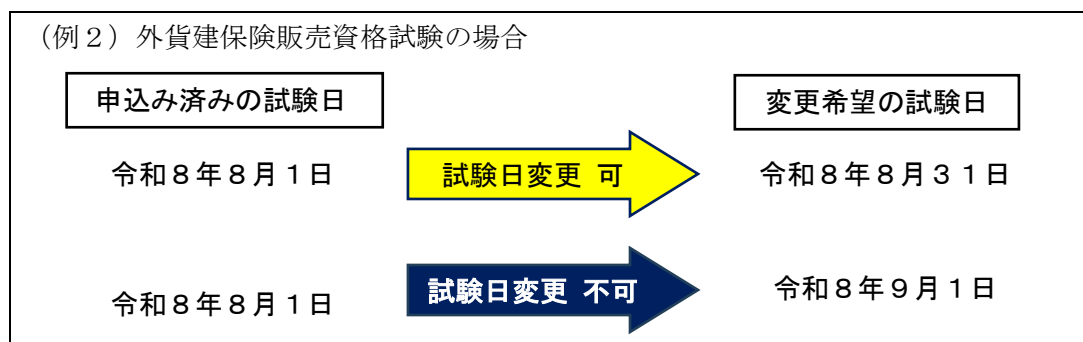 （例２）外貨建保険販売資格試験の場合
申込み済みの試験日
変更希望の試験日
令和８年８月１日
試験日変更 可
令和８年８月３１日
令和８年８月１日
試験日変更 不可
令和８年９月１日